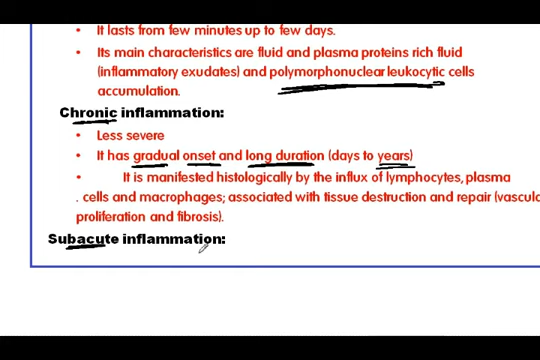 • It lasts from few minutes up to few days.
• Its main characteristics are fluid and plasma proteins rich fluid
(inflammatory exudates) and polymorphonuclear leukocytic cells
accumulation.
Chronic inflammation:
• Less severe
• It has gradual onset and long duration (days to years)
• It is manifested histologically by the influx of lymphocytes, plasma
. cells and macrophages; associated with tissue destruction and repair (vascula
proliferation and fibrosis).
Subacute inflammation: